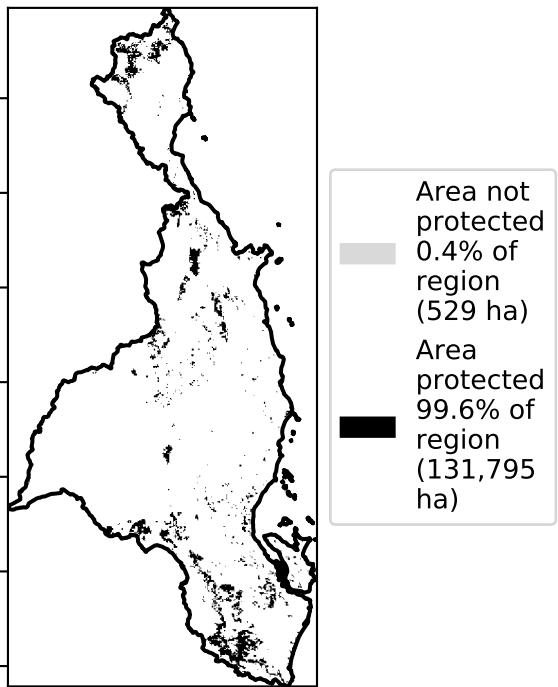 Area not
protected
0.4% of
region
(529 ha)
Area
protected
99.6% of
region
(131,795
ha)